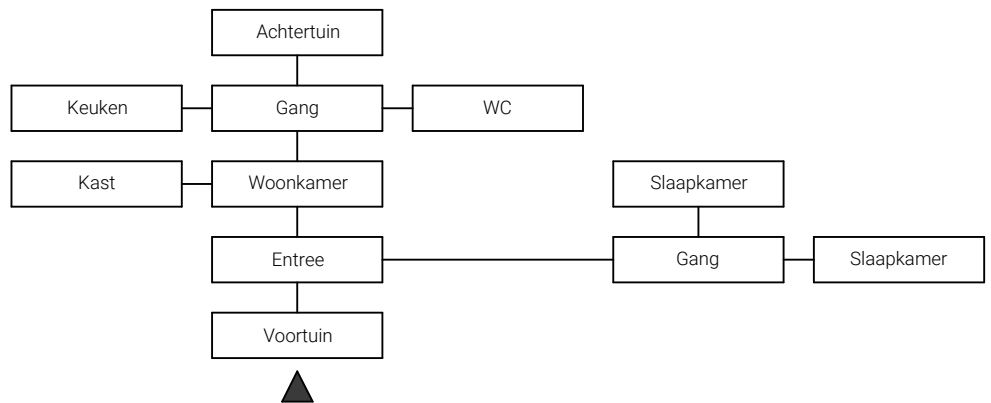 Achtertuin
Keuken
Gang
WC
Kast
Woonkamer
Slaapkamer
Entree
Gang
Slaapkamer
Voortuin